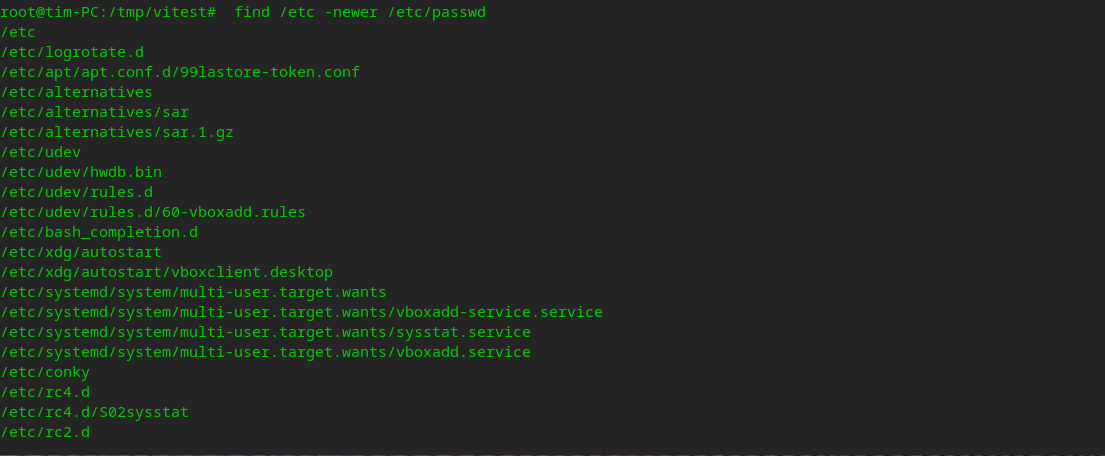 root@tim-PC:/tmp/vitest#  find /etc -newer /etc/passwd
/etc
/etc/logrotate.d
/etc/apt/apt.conf.d/99lastore-token.conf
/etc/alternatives
/etc/alternatives/sar
/etc/alternatives/sar.1.gz
/etc/udev
/etc/udev/hwdb.bin
/etc/udev/rules.d
/etc/udev/rules.d/60-vboxadd.rules
/etc/bash_completion.d
/etc/xdg/autostart
/etc/xdg/autostart/vboxclient.desktop
/etc/systemd/system/multi-user.target.wants
/etc/systemd/system/multi-user.target.wants/vboxadd-service.service
/etc/systemd/system/multi-user.target.wants/sysstat.service
/etc/systemd/system/multi-user.target.wants/vboxadd.service
/etc/conky
/etc/rc4.d
/etc/rc4.d/S02sysstat
/etc/rc2.d